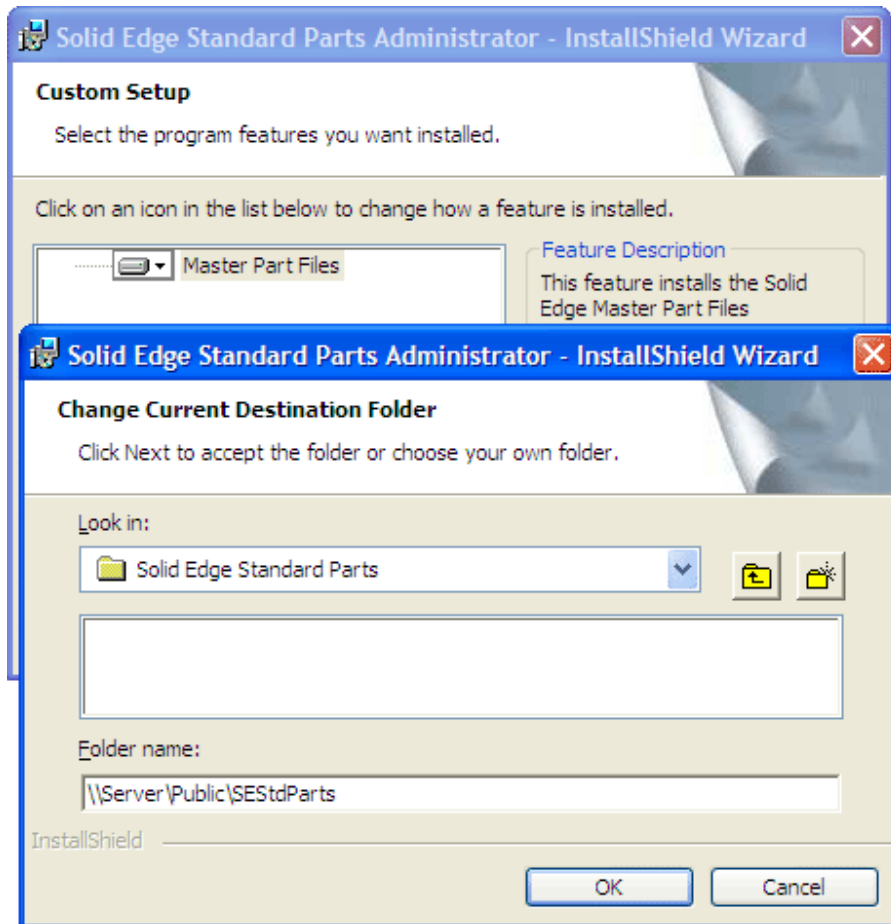 Solid Edge Standard Parts Administrator - InstallShield Wizard
Custom Setup
Select the program features you want installed.
Click on an icon in the list below to change how a feature is installed.
Master Part Files
Feature Description
This feature installs the Solid
Edge Master Part Files
Solid Edge Standard Parts Administrator - InstallShield Wizard
Change Current Destination Folder
Click Next to accept the folder or choose your own folder.
Look in:
Solid Edge Standard Parts
Folder name:
\\Server\Public\SEStdParts
InstallShield
OK
Cancel